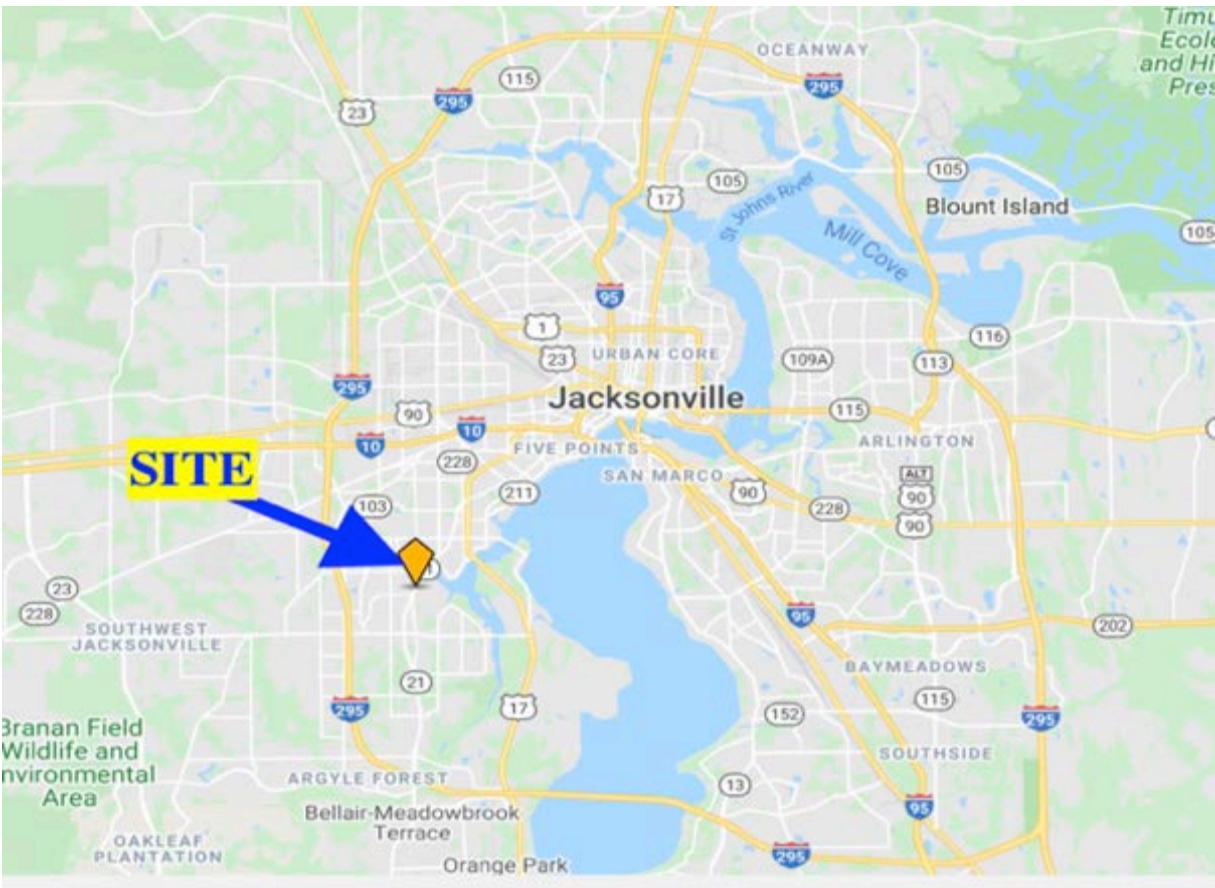 Timu
Ecolo
and Hi
Pres
OCEANWAY
115
295
295
23
105
105
17
St Johns River
Blount Island
Mill Cove
105
95
1
116
23
URBAN CORE
109A
113
295
Jacksonville
90
115
10
10
FIVE POINTS
ARLINGTON
228
SITE
SAN MARCO
ALT
90
211
90
103
228
90
23
228
95
202
SOUTHWEST
JACKSONVILLE
BAYMEADOWS
21
115
295
17
152
295
Branan Field
Wildlife and
nvironmental
Area
SOUTHSIDE
ARGYLE FOREST
13
95
Bellair-Meadowbrook
Terrace
OAKLEAF
PLANTATION
295
Orange Park